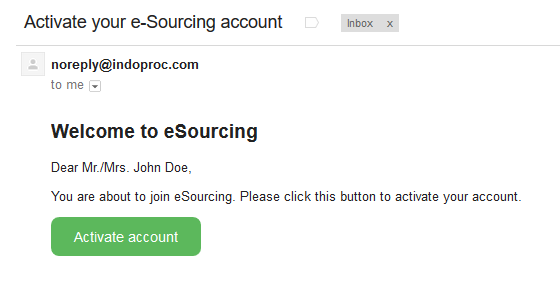 Activate your e-Sourcing account
Inbox x
noreply@indoproc.com
to me
Welcome to eSourcing
Dear Mr./Mrs. John Doe,
You are about to join eSourcing. Please click this button to activate your account.
Activate account